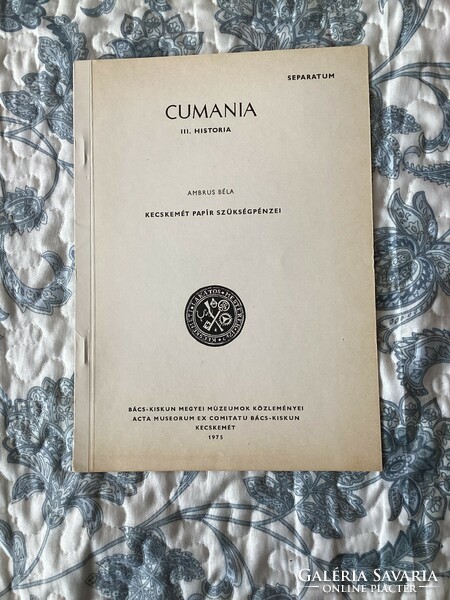 SEPARATUM
CUMANIA
III. HISTORIA
AMBRUS BÉLA
KECSKEMÉT PAPÍR SZÜKSÉGPÉNZEI
BÁCS-KISKUN MEGYEI MÚZEUMOK KÖZLEMÉNYEI
ACTA MUSEORUM EX COMITATU BÁCS-KISKUN
KECSKEMÉT
1975
GALÉRIA SAVARIA
ONLINE PIACTÉR